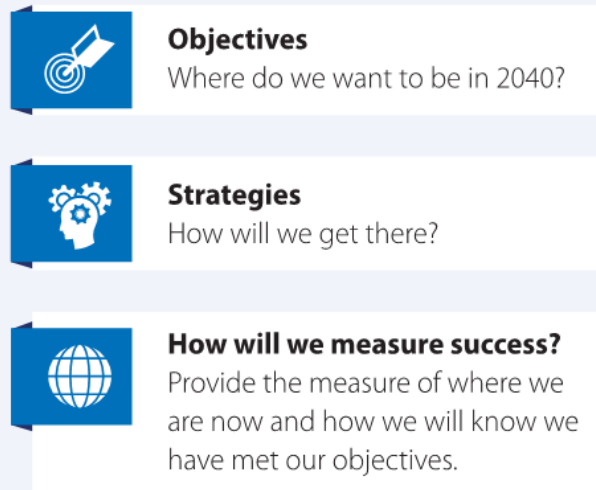 Objectives
Where do we want to be in 2040?
Strategies
How will we get there?
How will we measure success?
Provide the measure of where we
are now and how we will know we
have met our objectives.